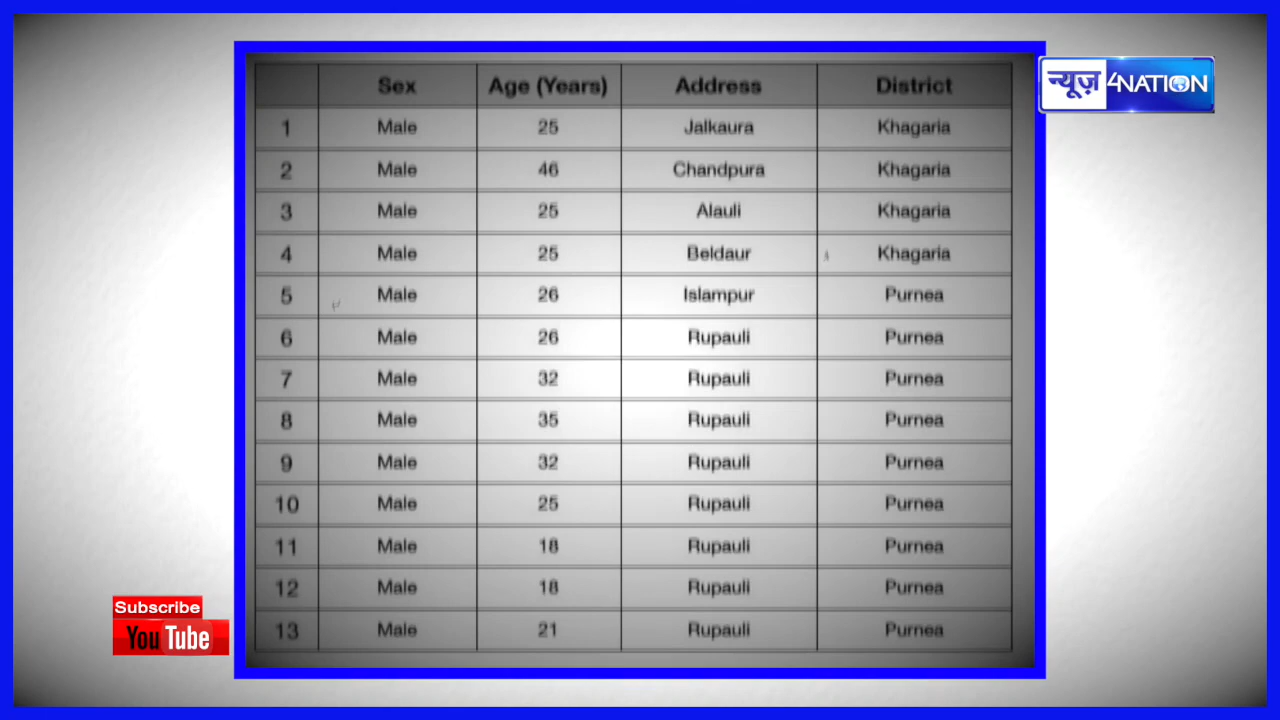 Sex Age (Years) Address District
1 Male 25 Jalkaura Khagaria
2 Male 46 Chandpura Khagaria
3 Male 25 Alauli Khagaria
4 Male 25 Beldaur Khagaria
5 Male 26 Islampur Purnea
6 Male 26 Rupauli Purnea
7 Male 32 Rupauli Purnea
8 Male 35 Rupauli Purnea
9 Male 32 Rupauli Purnea
10 Male 25 Rupauli Purnea
11 Male 18 Rupauli Purnea
12 Male 18 Rupauli Purnea
13 Male 21 Rupauli Purnea
न्यूज़ 4NATION
Subscribe
YouTube